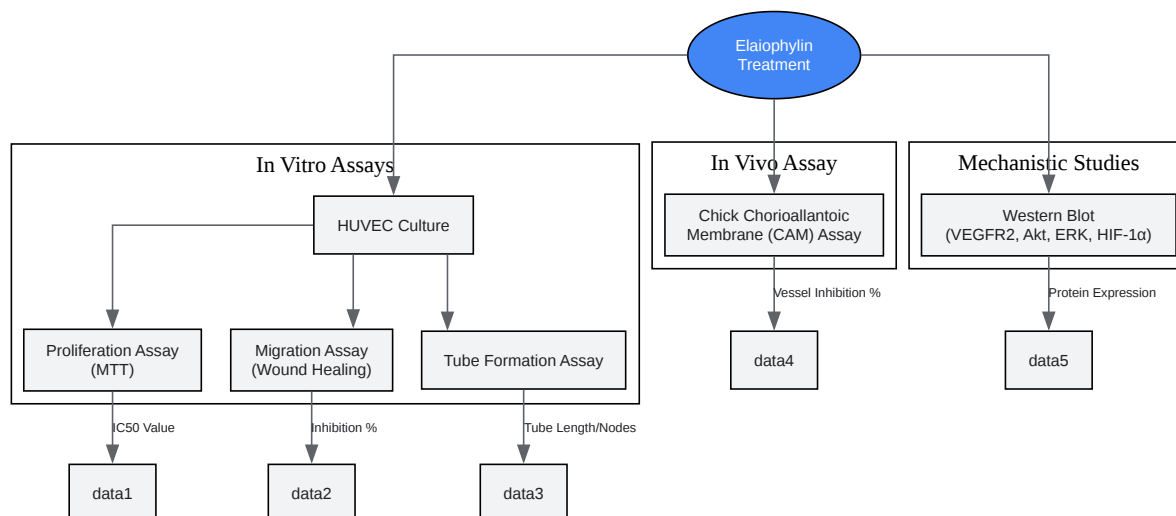 Elaiophylin
Treatment
In Vitro Assays
In Vivo Assay
Mechanistic Studies
HUVEC Culture
Chick Chorioallantoic
Membrane (CAM) Assay
Western Blot
(VEGFR2, Akt, ERK, HIF-1α)
Vessel Inhibition %
Protein Expression
Proliferation Assay
(MTT)
Migration Assay
(Wound Healing)
Tube Formation Assay
data4
data5
IC50 Value
Inhibition %
Tube Length/Nodes
data1
data2
data3